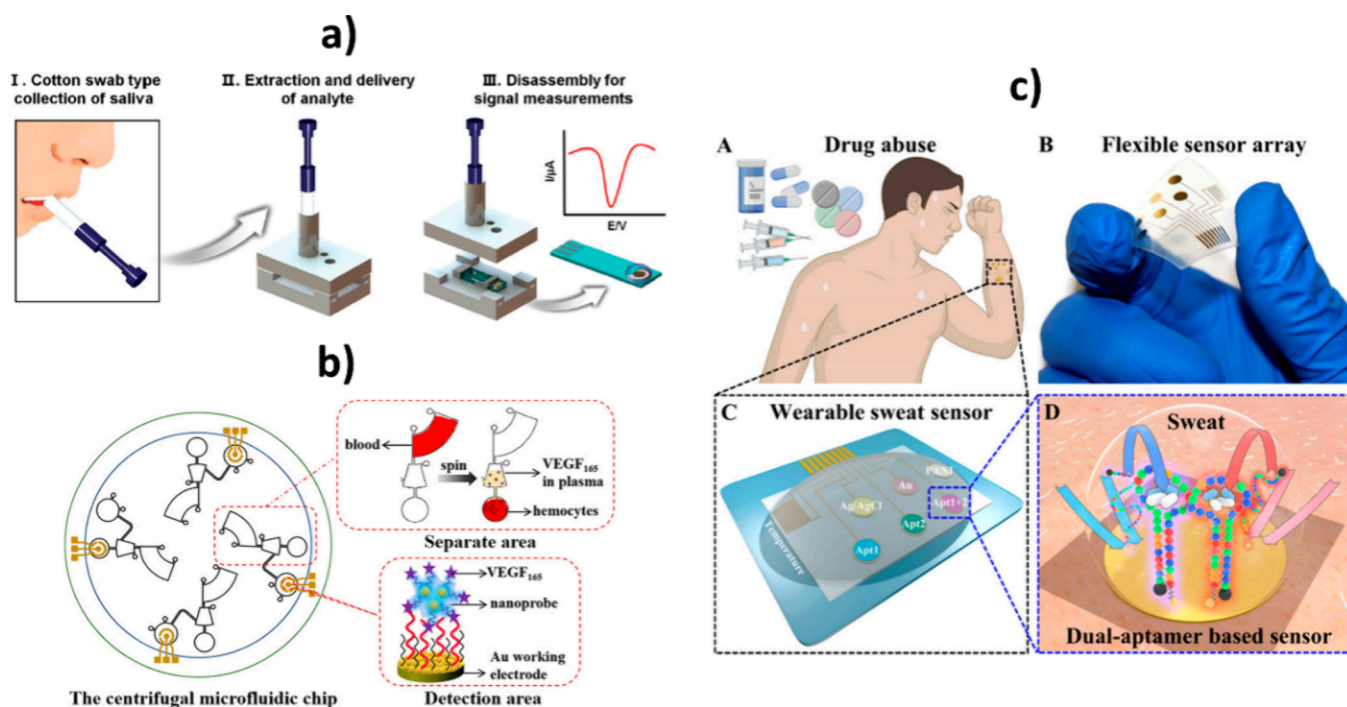 a)
I. Cotton swab type
collection of saliva
II. Extraction and delivery
of analyte
III. Disassembly for
signal measurements
I/μA
E/V
b)
blood
spin
VEGF165
in plasma
hemocytes
Separate area
VEGF165
nanoprobe
Au working
electrode
Detection area
The centrifugal microfluidic chip
c)
A
Drug abuse
B
Flexible sensor array
C
Wearable sweat sensor
PANI
Au
Ag/AgCl
Apt1+2
Apt2
Apt1
Temperature
D
Sweat
Dual-aptamer based sensor